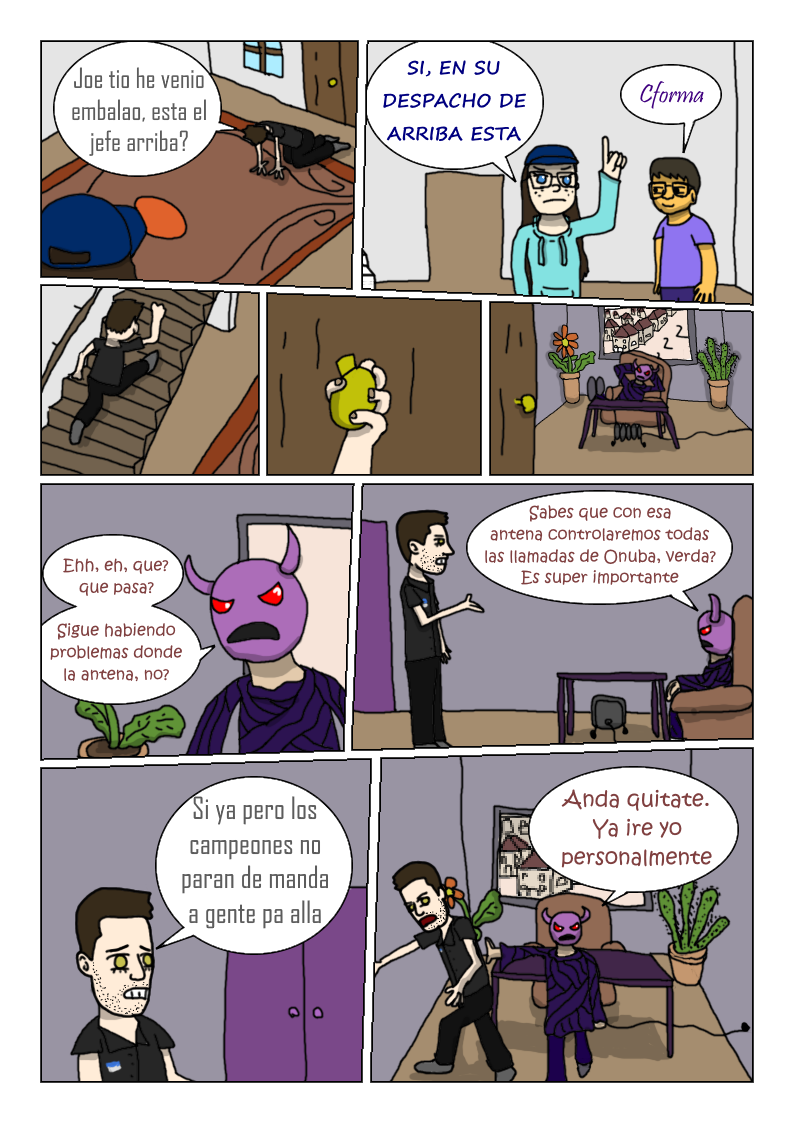 Joe tio he venio
embalao, esta el
jefe arriba?
SI, EN SU
DESPACHO DE
ARRIBA ESTA
Cforma
z
z
Ehh, eh, que?
que pasa?
Sigue habiendo
problemas donde
la antena, no?
Sabes que con esa
antena controlaremos todas
las llamadas de Onuba, verda?
Es super importante
Si ya pero los
campeones no
paran de manda
a gente pa alla
Anda quitate.
Ya ire yo
personalmente